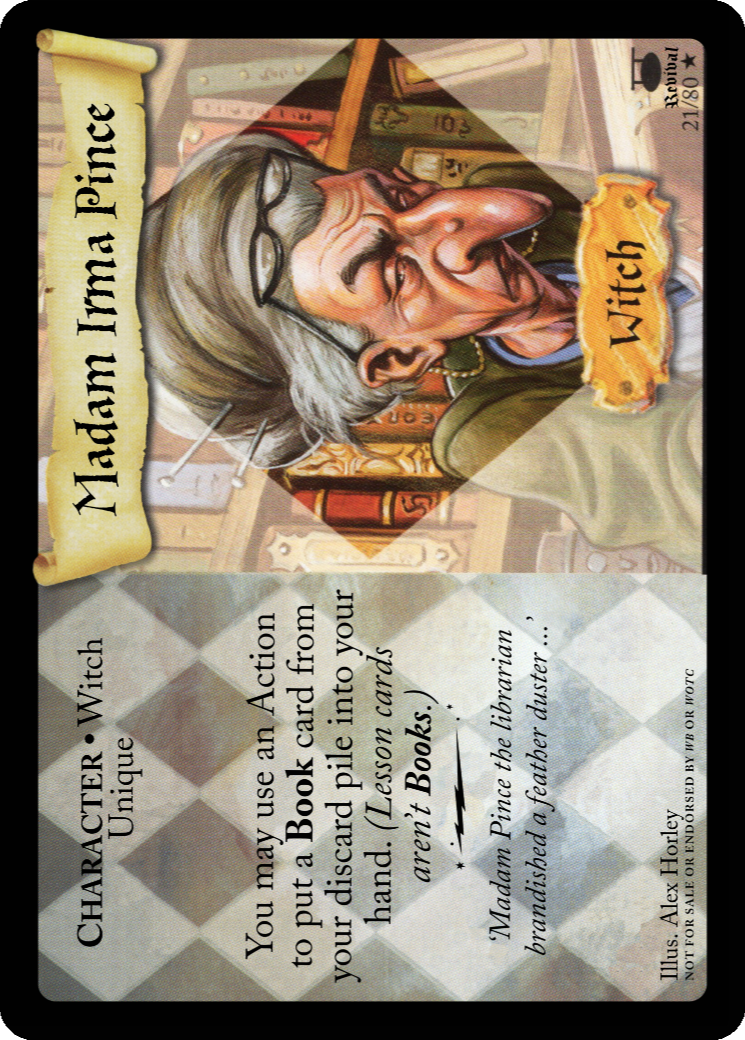 Madam Irma Pince
CHARACTER • Witch
Unique
You may use an Action
to put a Book card from
your discard pile into your
hand. (Lesson cards
aren't Books.)
'Madam Pince the librarian
brandished a feather duster ...'
Illus. Alex Horley
NOT FOR SALE OR ENDORSED BY WB OR WOTC
Witch
Revival
21/80 ★